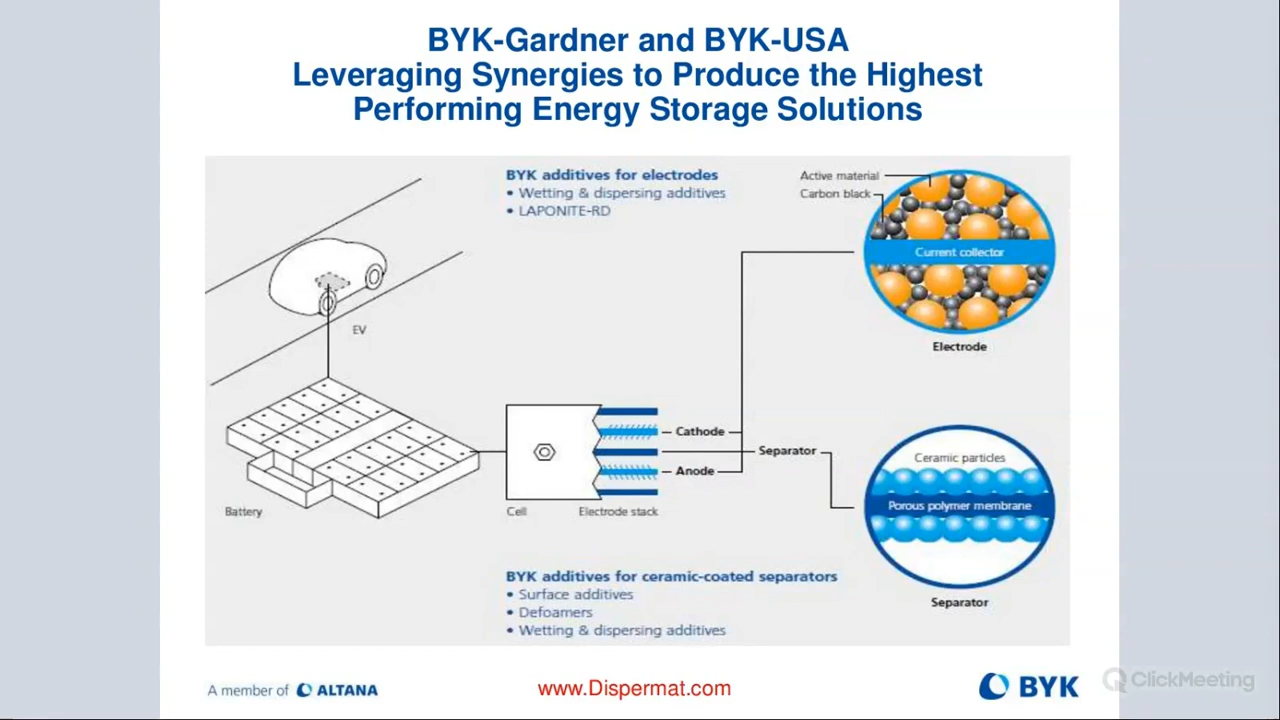 BYK-Gardner and BYK-USA
Leveraging Synergies to Produce the Highest
Performing Energy Storage Solutions
BYK additives for electrodes
• Wetting & dispersing additives
• LAPONITE-RD
Active material
Carbon black
Current collector
Electrode
EV
Battery
Cell
Electrode stack
Cathode
Anode
Separator
Ceramic particles
Porous polymer membrane
Separator
BYK additives for ceramic-coated separators
• Surface additives
• Defoamers
• Wetting & dispersing additives
A member of ALTANA
www.Dispermat.com
BYK
ClickMeeting